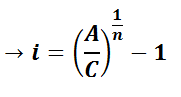 → i = (A/C)^(1/n) − 1